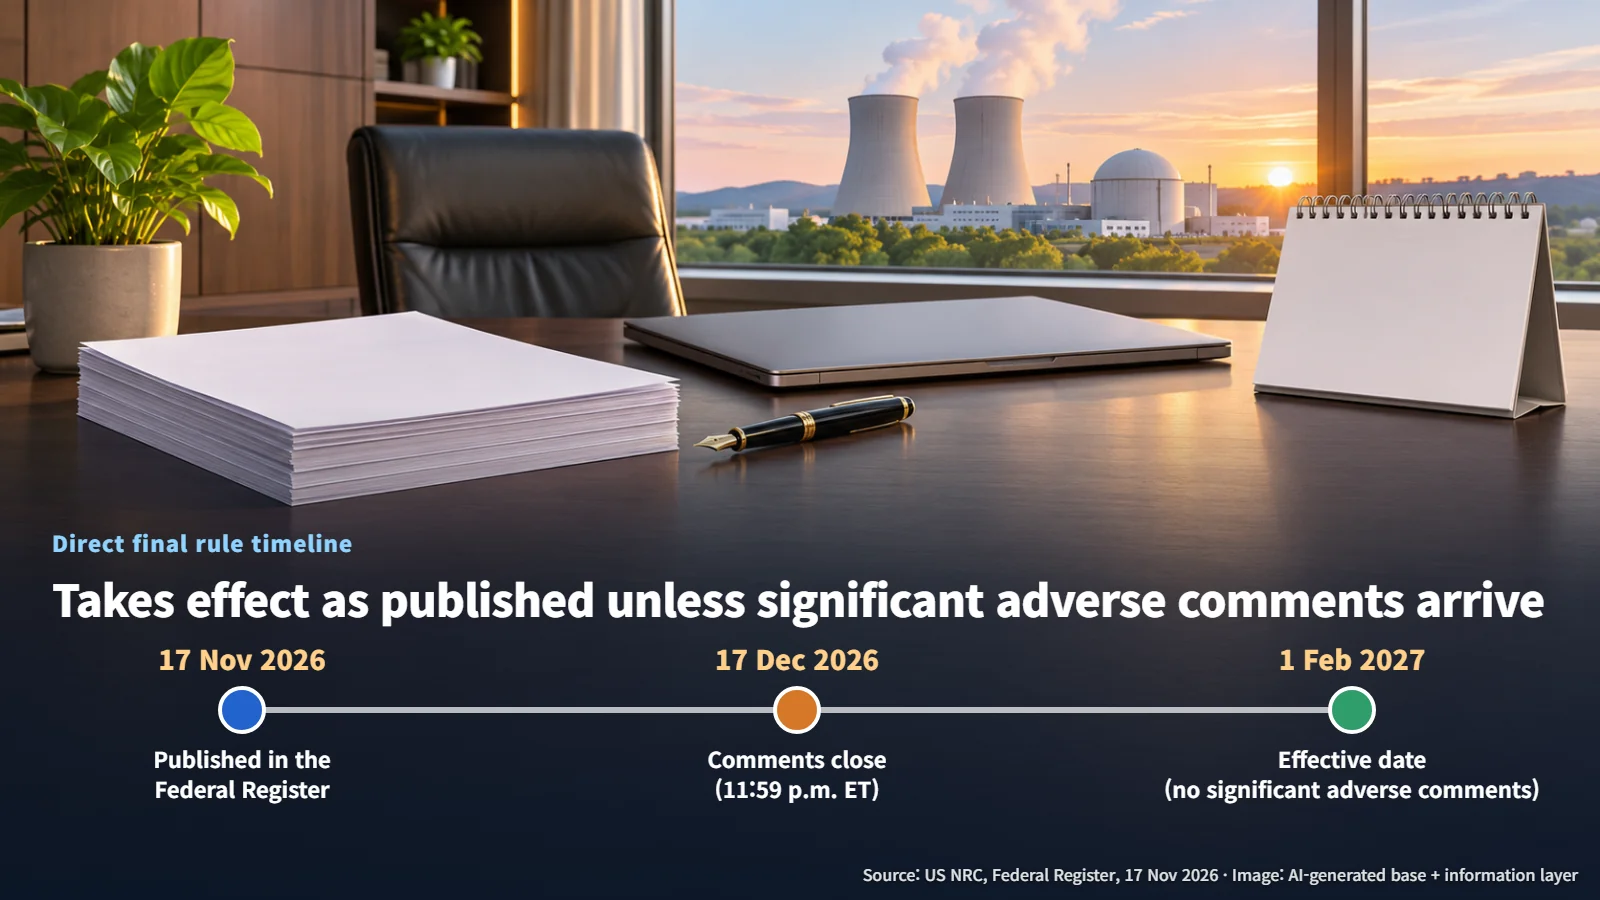 Direct final rule timeline
Takes effect as published unless significant adverse comments arrive
17 Nov 2026
Published in the
Federal Register
17 Dec 2026
Comments close
(11:59 p.m. ET)
1 Feb 2027
Effective date
(no significant adverse comments)
Source: US NRC, Federal Register, 17 Nov 2026 · Image: AI-generated base + information layer